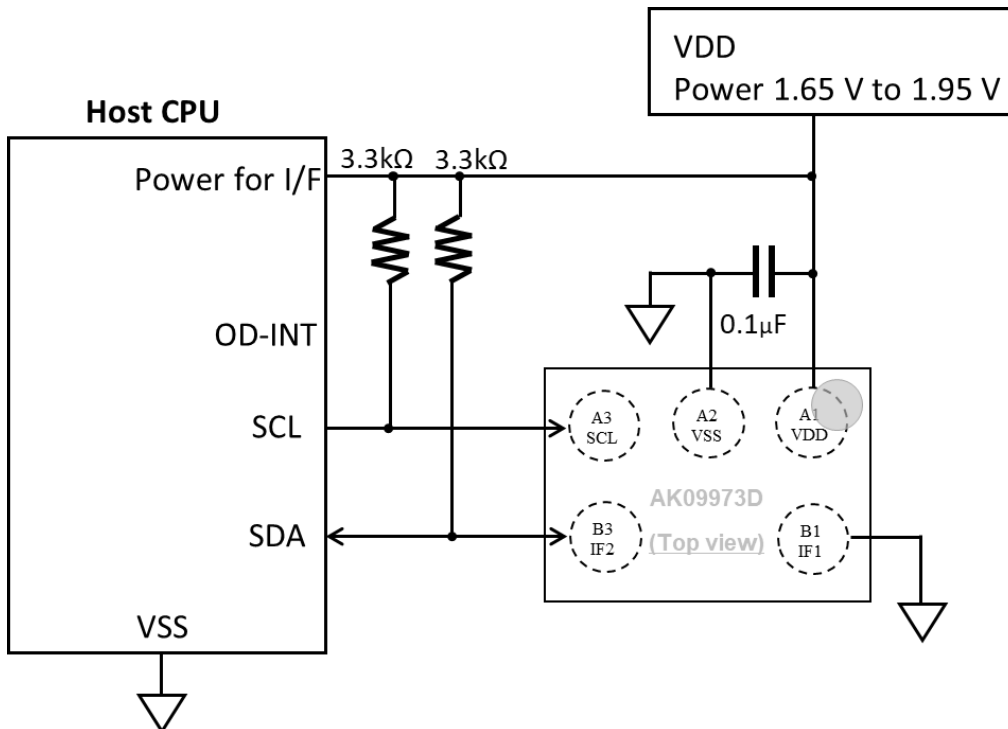 VDD
Power 1.65 V to 1.95 V
Host CPU
3.3kΩ 3.3kΩ
Power for I/F
0.1µF
OD-INT
SCL
A3
SCL
A2
VSS
A1
VDD
AK09973D
(Top view)
SDA
B3
IF2
B1
IF1
VSS